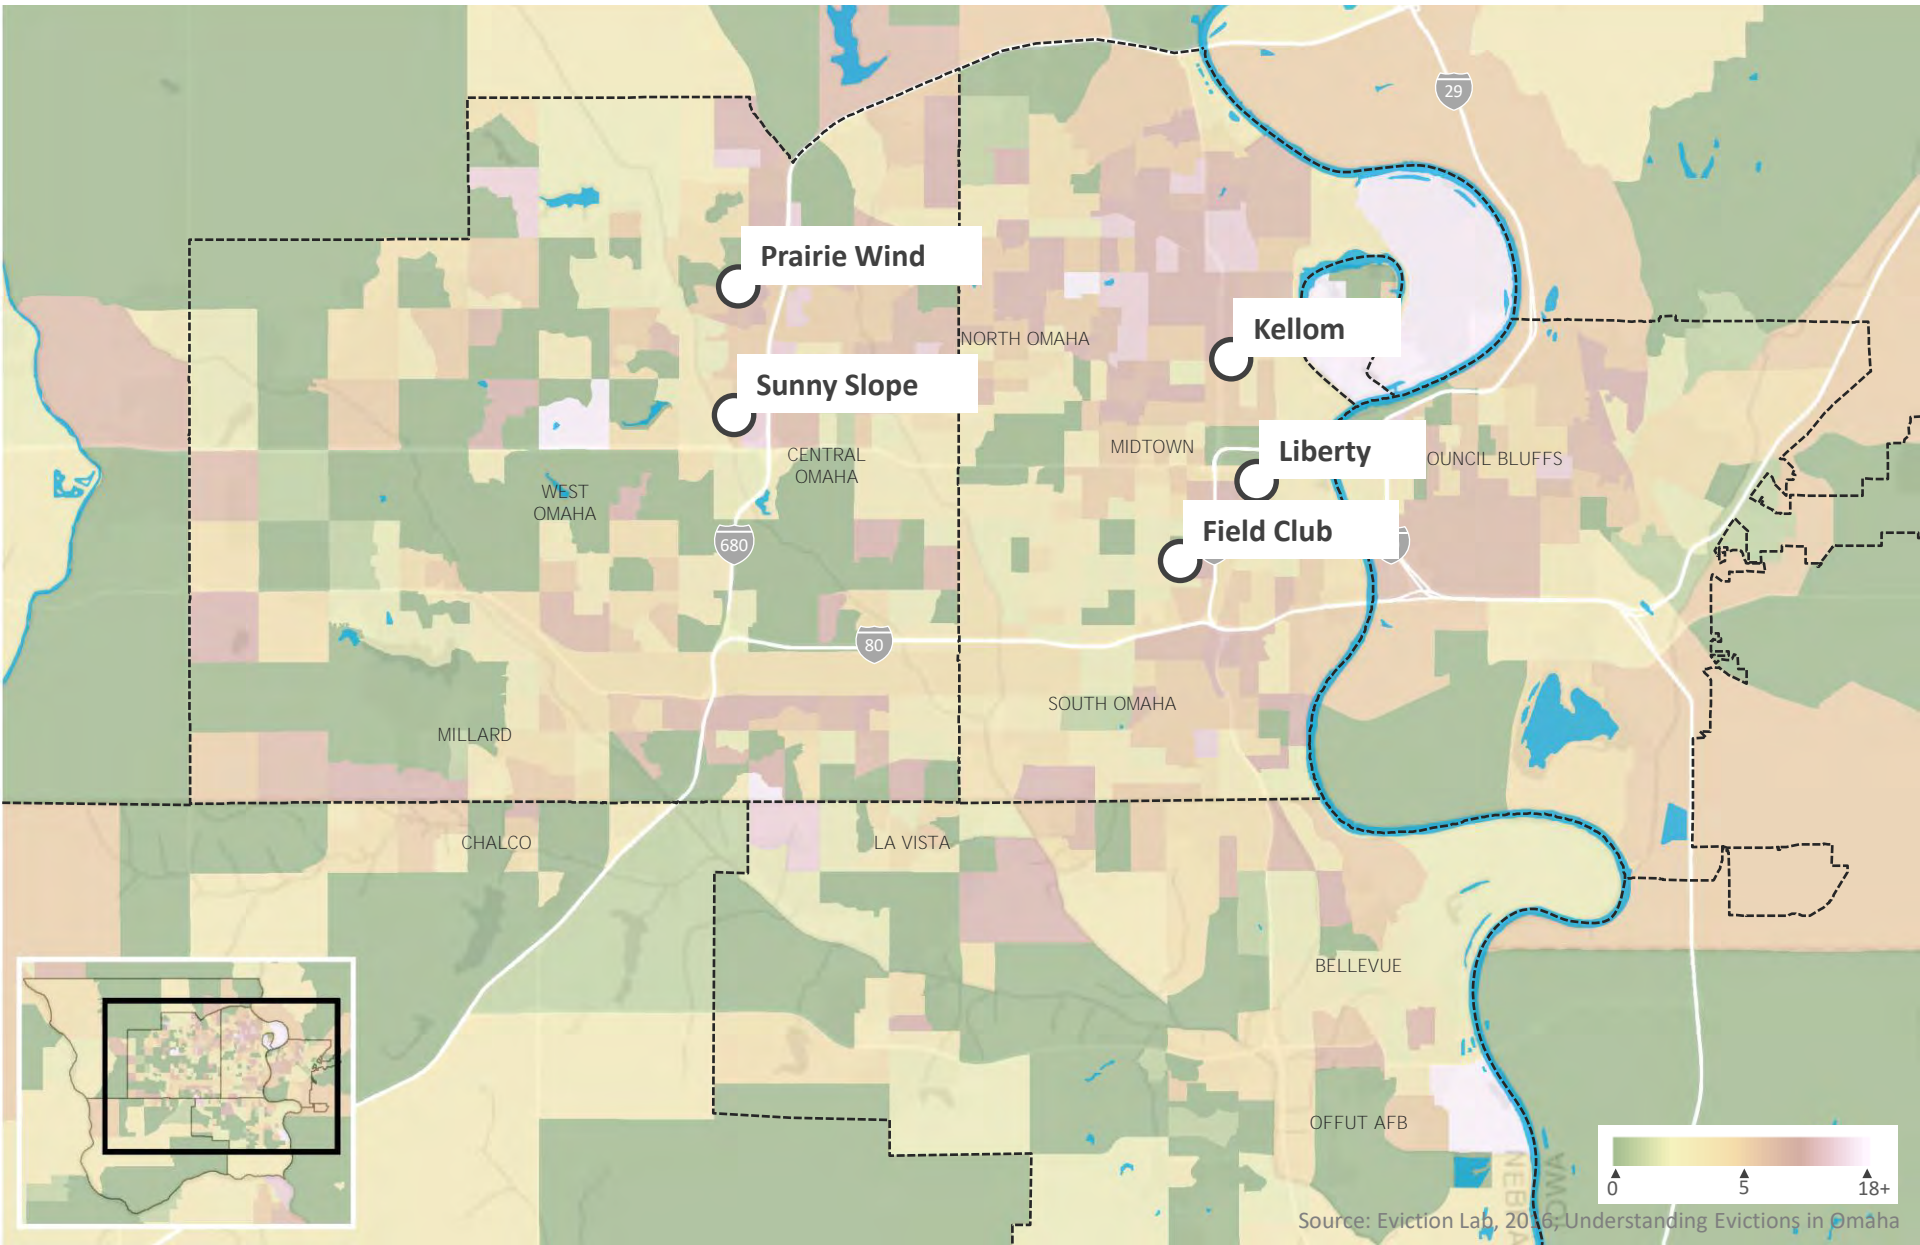 29
Prairie Wind
Kellom
NORTH OMAHA
Sunny Slope
MIDTOWN
Liberty
OUNCIL BLUFFS
CENTRAL
OMAHA
WEST
OMAHA
Field Club
680
80
SOUTH OMAHA
MILLARD
CHALCO
LA VISTA
BELLEVUE
OFFUT AFB
IOWA
0
5
18+
Source: Eviction Lab, 2016, Understanding Evictions in Omaha